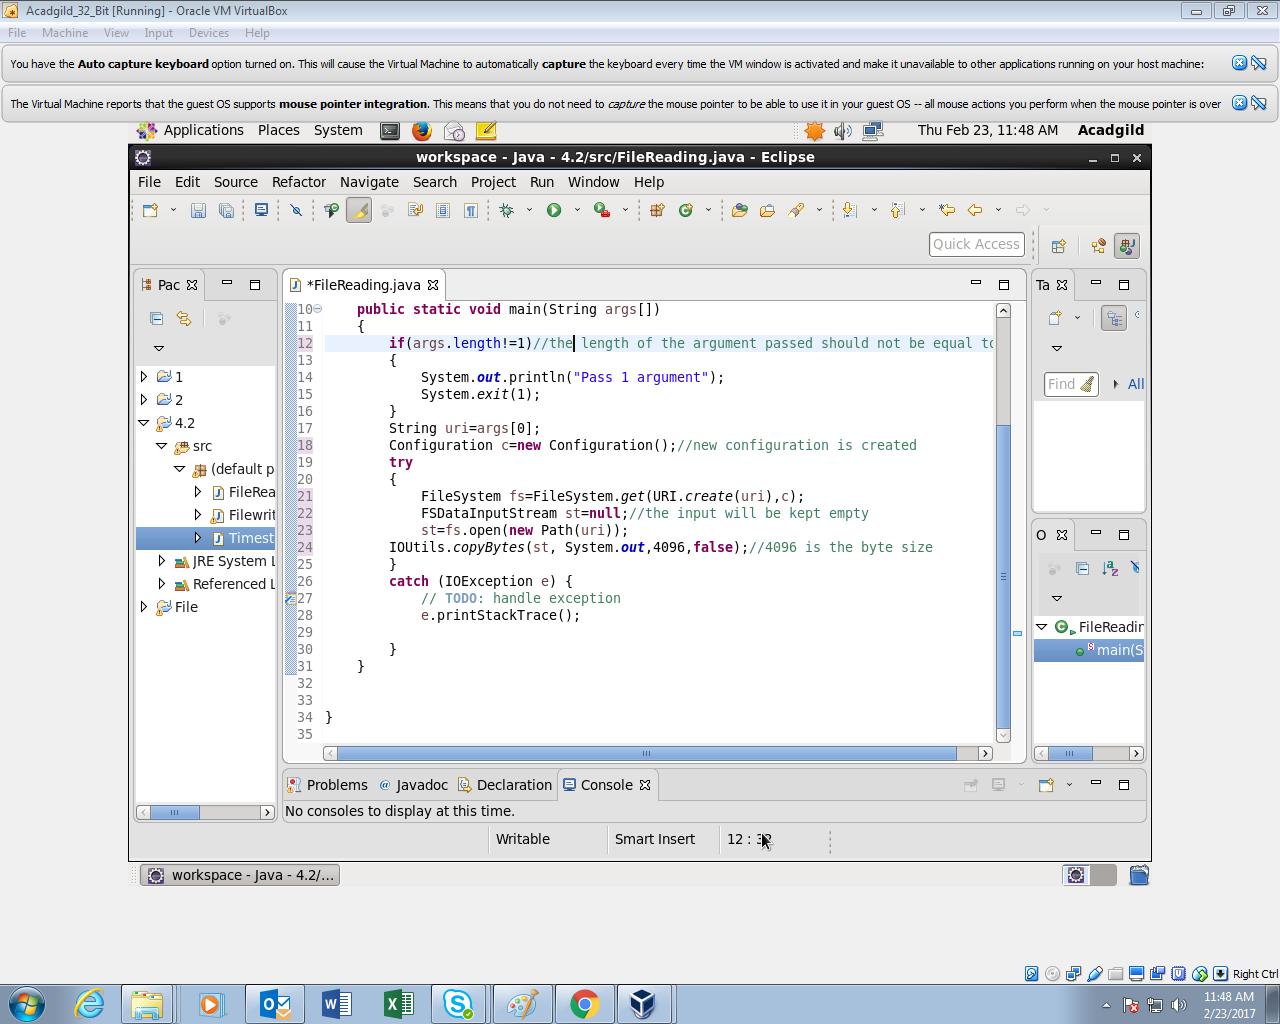 Acadgild_32_Bit [Running] - Oracle VM VirtualBox
File Machine View Input Devices Help
You have the Auto capture keyboard option turned on. This will cause the Virtual Machine to automatically capture the keyboard every time the VM window is activated and make it unavailable to other applications running on your host machine:
The Virtual Machine reports that the guest OS supports mouse pointer integration. This means that you do not need to capture the mouse pointer to be able to use it in your guest OS -- all mouse actions you perform when the mouse pointer is over
Applications Places System Thu Feb 23, 11:48 AM Acadgild
workspace - Java - 4.2/src/FileReading.java - Eclipse
File Edit Source Refactor Navigate Search Project Run Window Help
Quick Access
Pac
*FileReading.java
Ta
1
2
4.2
src
(default p
FileRea
Filewrit
Timest
JRE System L
Referenced L
File
10 public static void main(String args[])
11 {
12 if(args.length!=1)//the length of the argument passed should not be equal to
13 {
14 System.out.println("Pass 1 argument");
15 System.exit(1);
16 }
17 String uri=args[0];
18 Configuration c=new Configuration();//new configuration is created
19 try
20 {
21 FileSystem fs=FileSystem.get(URI.create(uri),c);
22 FSDataInputStream st=null;//the input will be kept empty
23 st=fs.open(new Path(uri));
24 IOUtils.copyBytes(st, System.out,4096,false);//4096 is the byte size
25 }
26 catch (IOException e) {
27 // TODO: handle exception
28 e.printStackTrace();
29
30 }
31 }
32
33
34 }
35
Find All
O
FileReadin
main(S
Problems @ Javadoc Declaration Console
No consoles to display at this time.
Writable Smart Insert 12 :
workspace - Java - 4.2/...
Right Ctrl
11:48 AM
2/23/2017